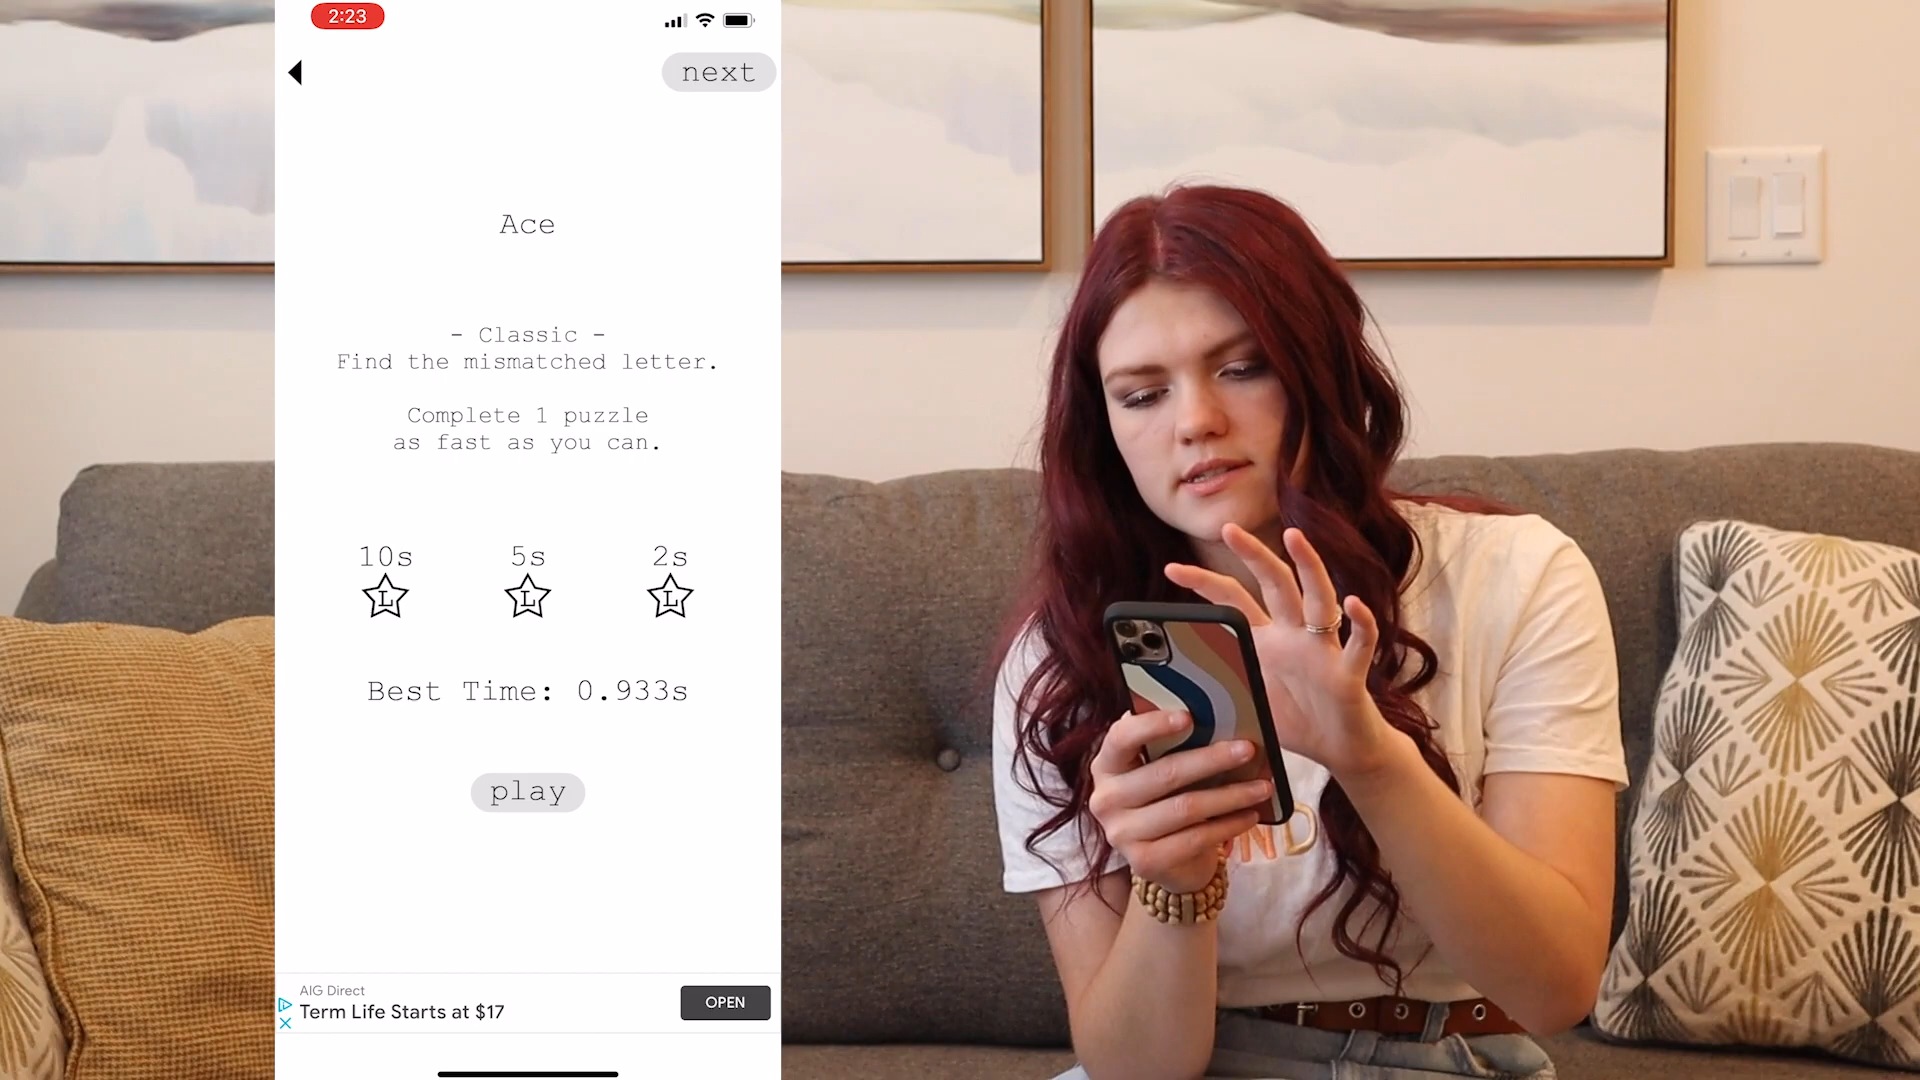 2:23
next
Ace
- Classic -
Find the mismatched letter.
Complete 1 puzzle
as fast as you can.
10s 5s 2s
L L L
Best Time: 0.933s
play
AIG Direct
Term Life Starts at $17
OPEN
ND